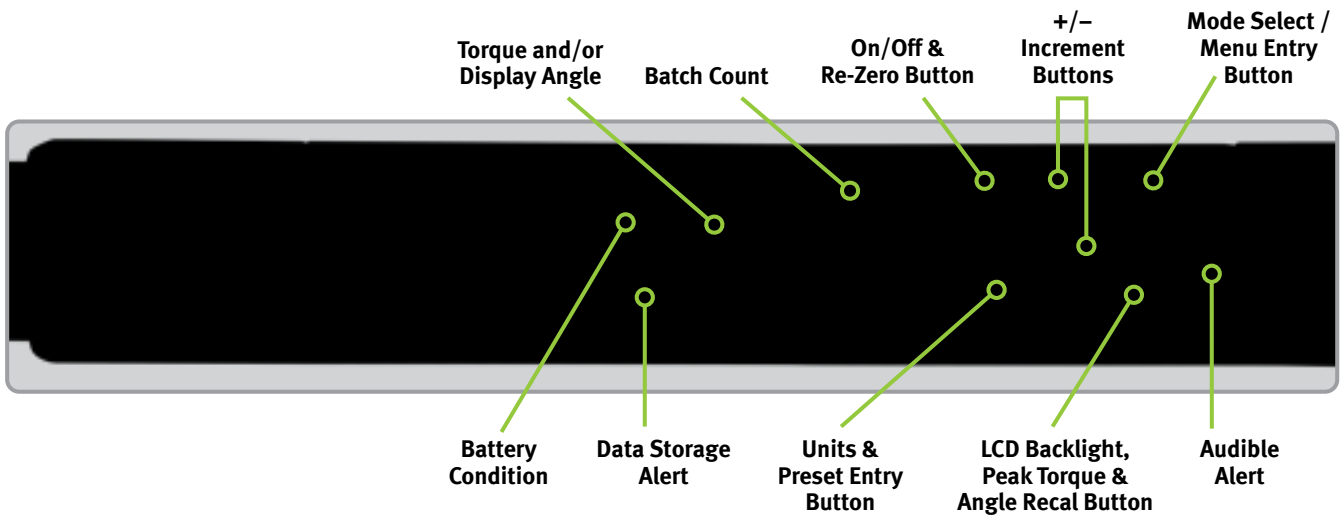 Torque and/or
Display Angle
Batch Count
On/Off &
Re-Zero Button
+/–
Increment
Buttons
Mode Select /
Menu Entry
Button
Battery
Condition
Data Storage
Alert
Units &
Preset Entry
Button
LCD Backlight,
Peak Torque &
Angle Recal Button
Audible
Alert